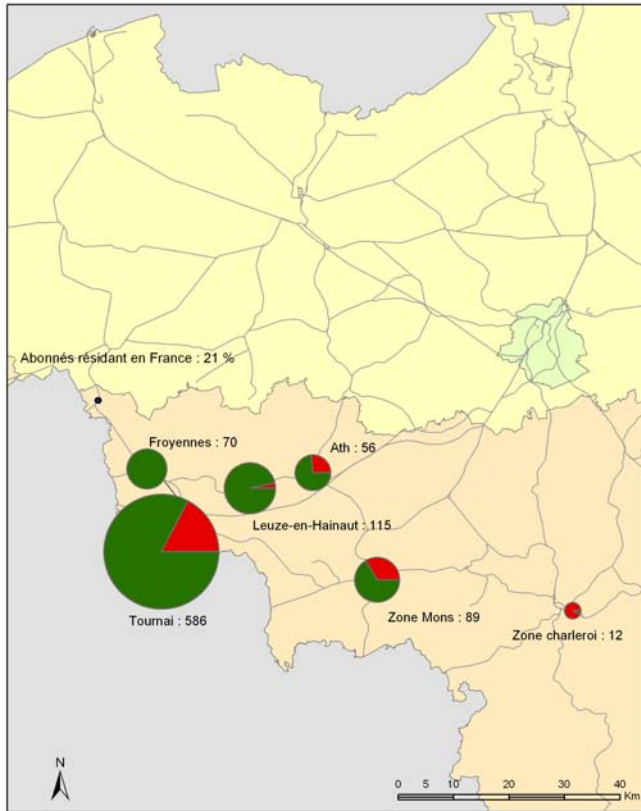 Abonnés résidant en France : 21 %
Froyennes : 70
Ath : 56
Leuze-en-Hainaut : 115
Tournai : 586
Zone Mons : 89
Zone charleroi : 12
N
0 5 10 20 30 40
Km